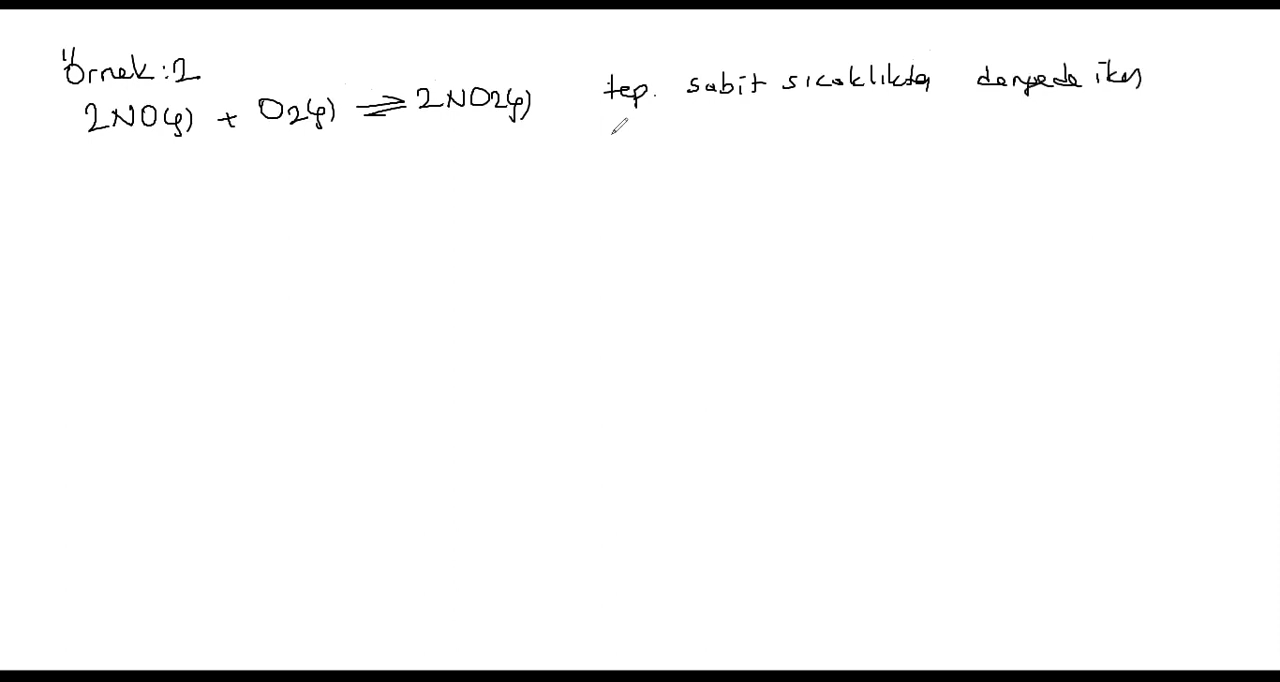 Örnek:2
2NO(g) + O2(g) ⇌ 2NO2(g) tep. sabit sıcaklıkta dengede iken